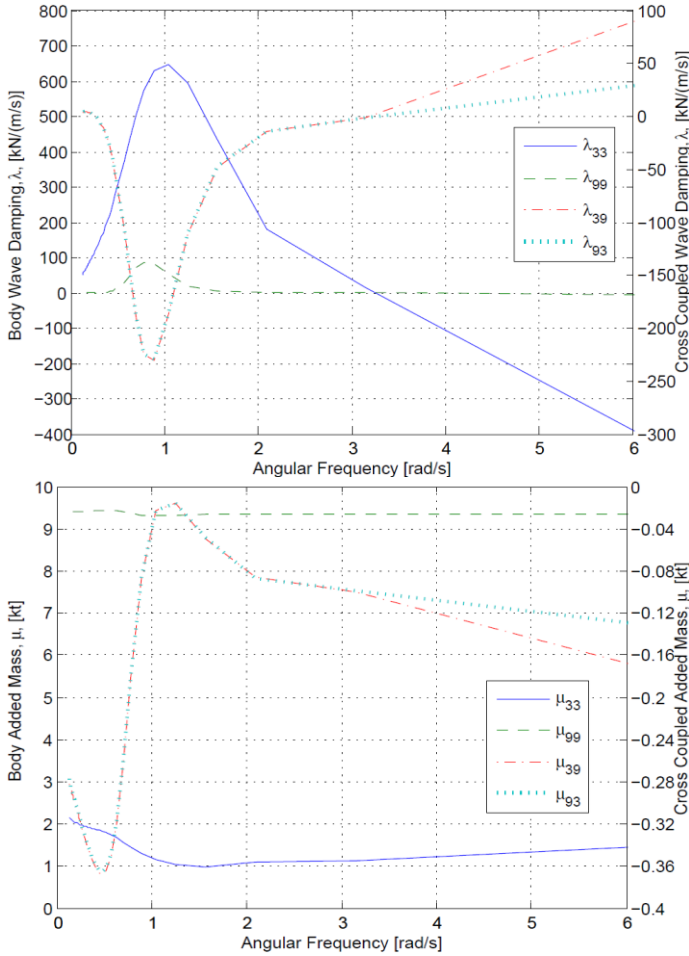 800
700
600
500
400
300
200
100
0
−100
−200
−300
−400
Body Wave Damping, λ, [kN/(m/s)]
100
50
0
−50
−100
−150
−200
−250
−300
Cross Coupled Wave Damping, λ, [kN/(m/s)]
λ33
λ99
λ39
λ93
0 1 2 3 4 5 6
Angular Frequency [rad/s]
10
9
8
7
6
5
4
3
2
1
0
Body Added Mass, μ, [kt]
0
−0.04
−0.08
−0.12
−0.16
−0.2
−0.24
−0.28
−0.32
−0.36
−0.4
Cross Coupled Added Mass, μ, [kt]
μ33
μ99
μ39
μ93
0 1 2 3 4 5 6
Angular Frequency [rad/s]